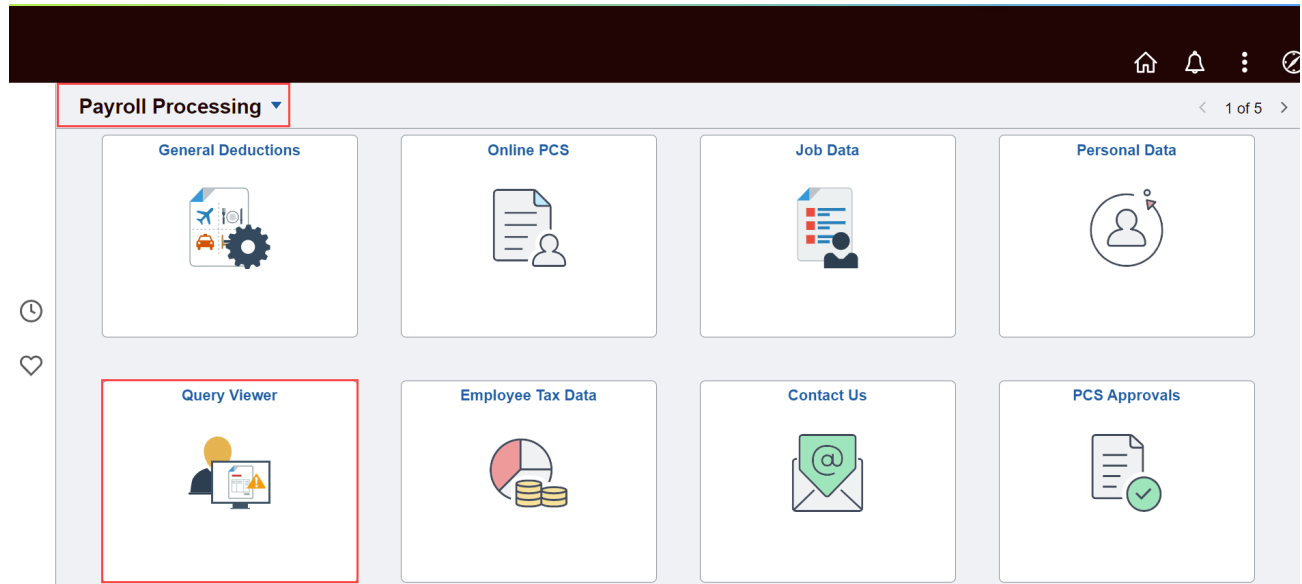 Payroll Processing
1 of 5
General Deductions
Online PCS
Job Data
Personal Data
Query Viewer
Employee Tax Data
Contact Us
@
PCS Approvals